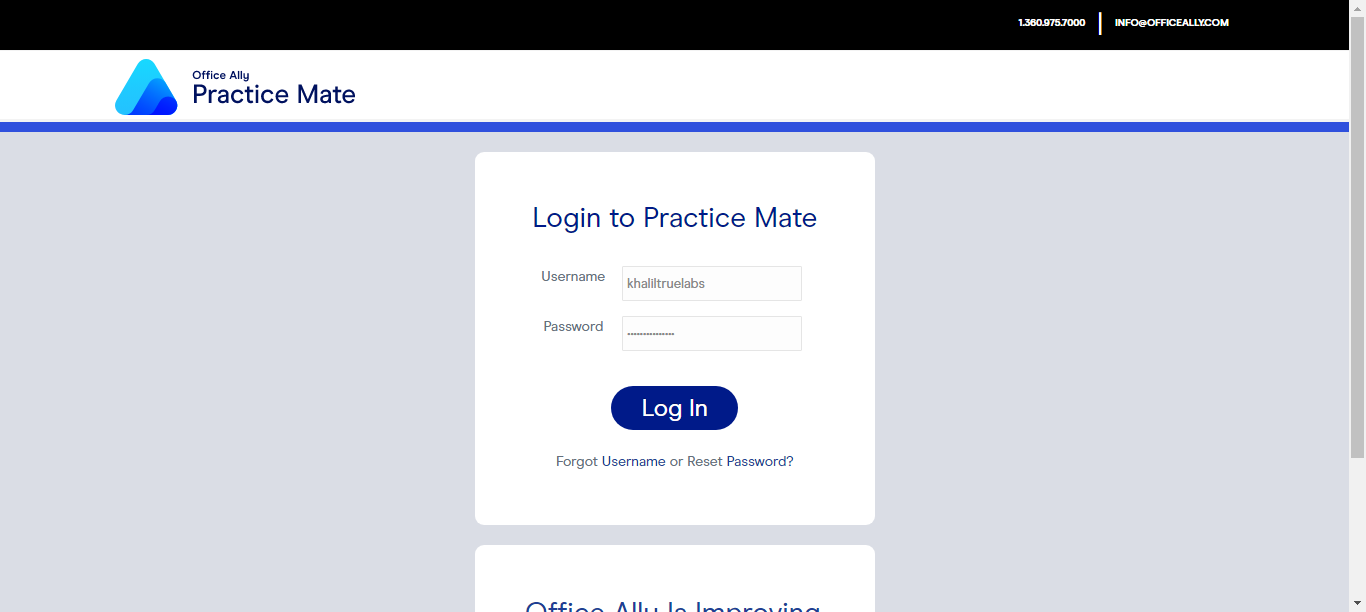 1.360.975.7000 INFO@OFFICEALLY.COM
Office Ally
Practice Mate
Login to Practice Mate
Username khaliltruelabs
Password
Log In
Forgot Username or Reset Password?
Office Ally Is Improving